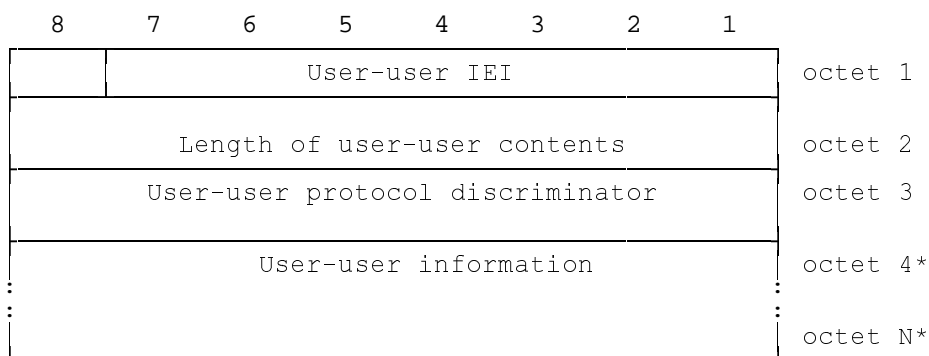 8 7 6 5 4 3 2 1
User-user IEI octet 1
Length of user-user contents octet 2
User-user protocol discriminator octet 3
User-user information octet 4*
: :
: :
octet N*